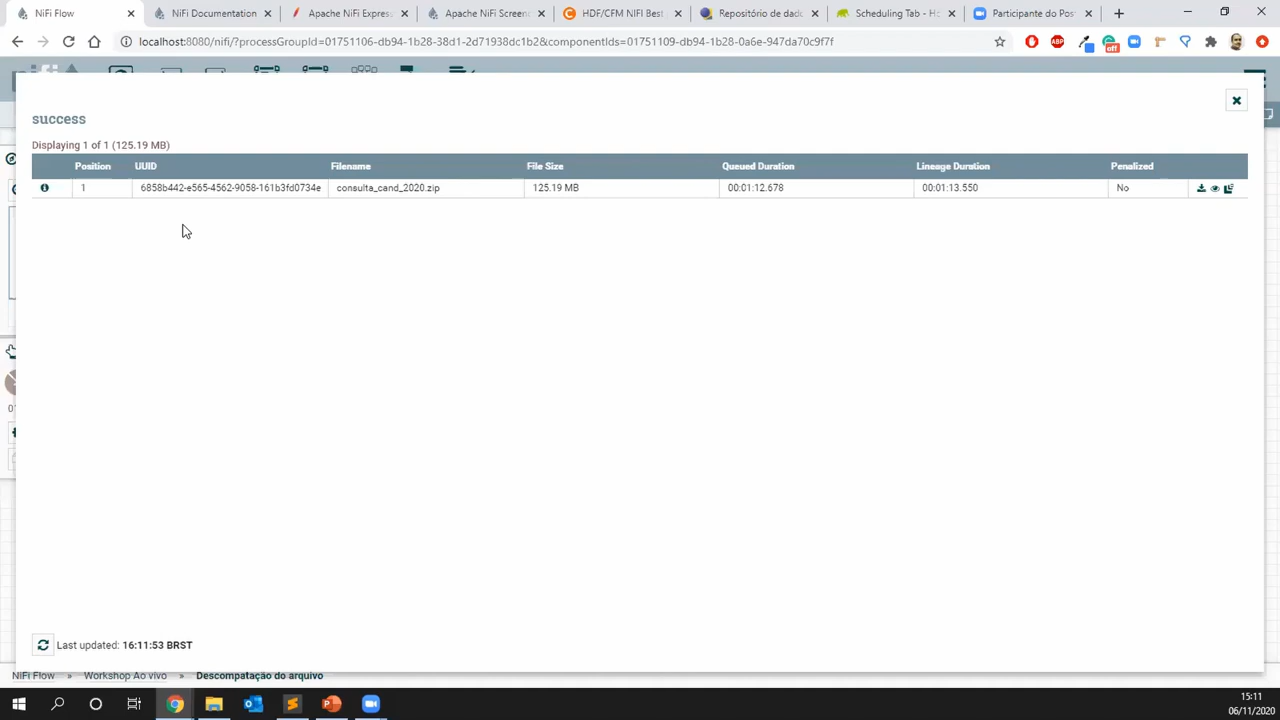 NiFi Flow
NiFi Documentation
Apache NiFi Express
Apache NiFi Screen
HDF/CFM NIFI Best
Repositório de dad
Scheduling Tab - H
Participante do Pos
localhost:8080/nifi/?processGroupId=01751106-db94-1b28-38d1-2d71938dc1b2&componentIds=01751109-db94-1b28-0a6e-947da70c9f7f
ABP
off
success
Displaying 1 of 1 (125.19 MB)
Position UUID Filename File Size Queued Duration Lineage Duration Penalized
1 6858b442-e565-4562-9058-161b3fd0734e consulta_cand_2020.zip 125.19 MB 00:01:12.678 00:01:13.550 No
Last updated: 16:11:53 BRST
NiFi Flow » Workshop Ao vivo » Descompatação do arquivo
15:11
06/11/2020